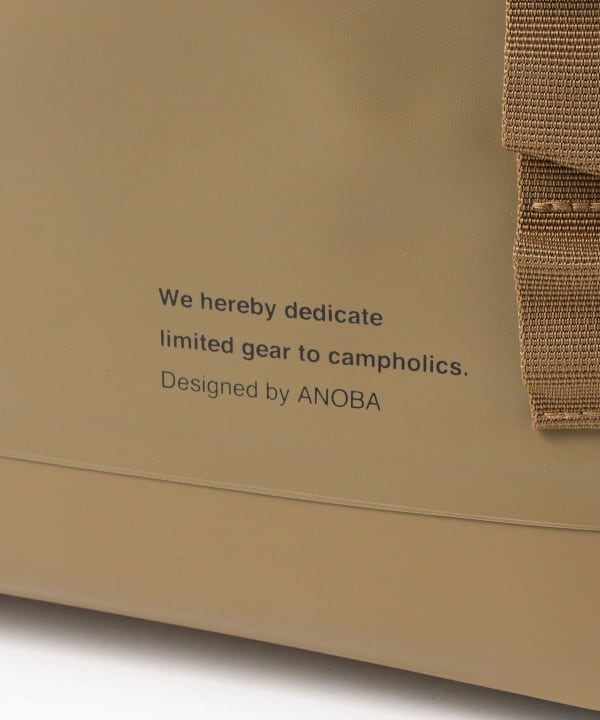 We hereby dedicate
limited gear to campholics.
Designed by ANOBA